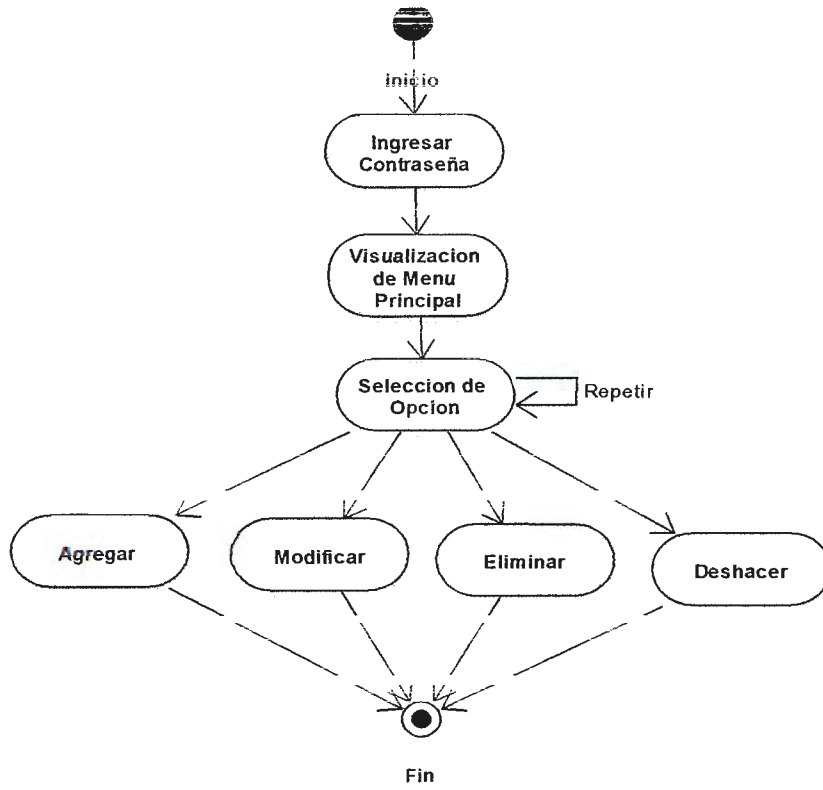 inicio
Ingresar
Contraseña
Visualizacion
de Menu
Principal
Seleccion de
Opcion
Repetir
Agregar
Modificar
Eliminar
Deshacer
Fin